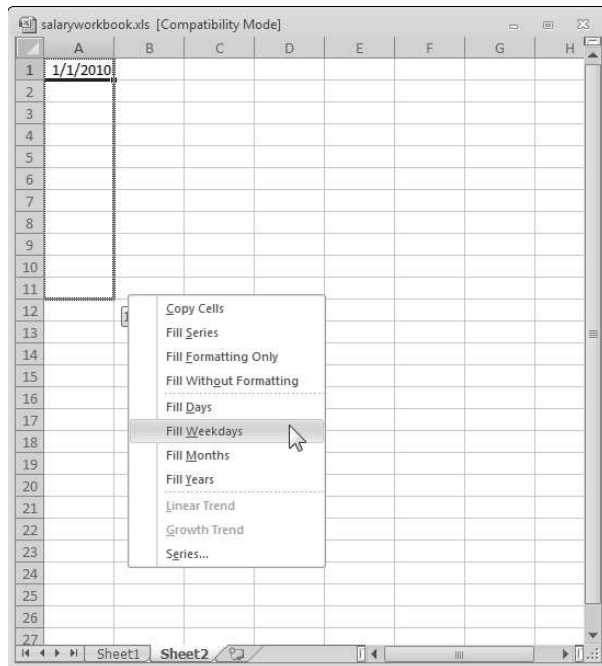 salaryworkbook.xls [Compatibility Mode]
A B C D E F G H
1 1/1/2010
2
3
4
5
6
7
8
9
10
11
12
13
14
15
16
17
18
19
20
21
22
23
24
25
26
27
Copy Cells
Fill Series
Fill Formatting Only
Fill Without Formatting
Fill Days
Fill Weekdays
Fill Months
Fill Years
Linear Trend
Growth Trend
Series...
Sheet1 Sheet2